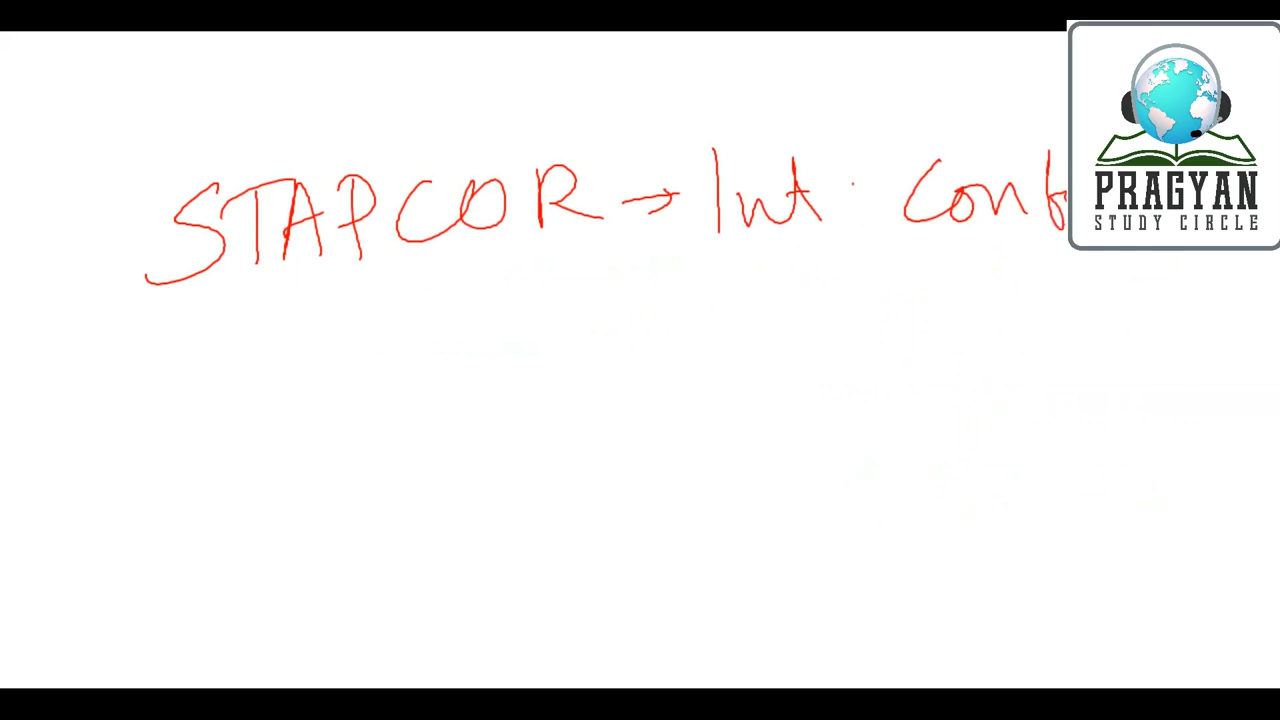 STAPCOR → Int. Conf
PRAGYAN
STUDY CIRCLE